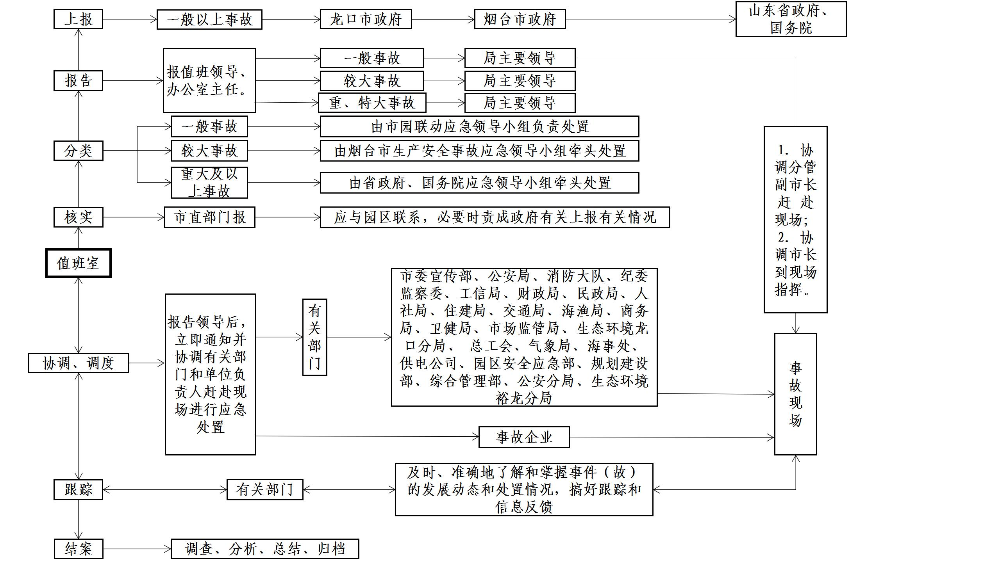 上报
一般以上事故
龙口市政府
烟台市政府
山东省政府、
国务院
报告
报值班领导、
办公室主任。
一般事故
局主要领导
较大事故
局主要领导
重、特大事故
局主要领导
分类
一般事故
由市园联动应急领导小组负责处置
较大事故
由烟台市生产安全事故应急领导小组牵头处置
重大及以
上事故
由省政府、国务院应急领导小组牵头处置
1. 协
调分管
副市长
赶 赴
现场;
2. 协
调市长
到现场
指挥。
核实
市直部门报
应与园区联系，必要时责成政府有关上报有关情况
值班室
协调、调度
报告领导后，
立即通知并
协调有关部
门和单位负
责人赶赴现
场进行应急
处置
有
关
部
门
市委宣传部、公安局、消防大队、纪委
监察委、工信局、财政局、民政局、人
社局、住建局、交通局、海渔局、商务
局、卫健局、市场监管局、生态环境龙
口分局、 总工会、气象局、海事处、
供电公司、园区安全应急部、规划建设
部、综合管理部、公安分局、生态环境
裕龙分局
事故企业
事
故
现
场
跟踪
有关部门
及时、准确地了解和掌握事件（故）
的发展动态和处置情况，搞好跟踪和
信息反馈
结案
调查、分析、总结、归档